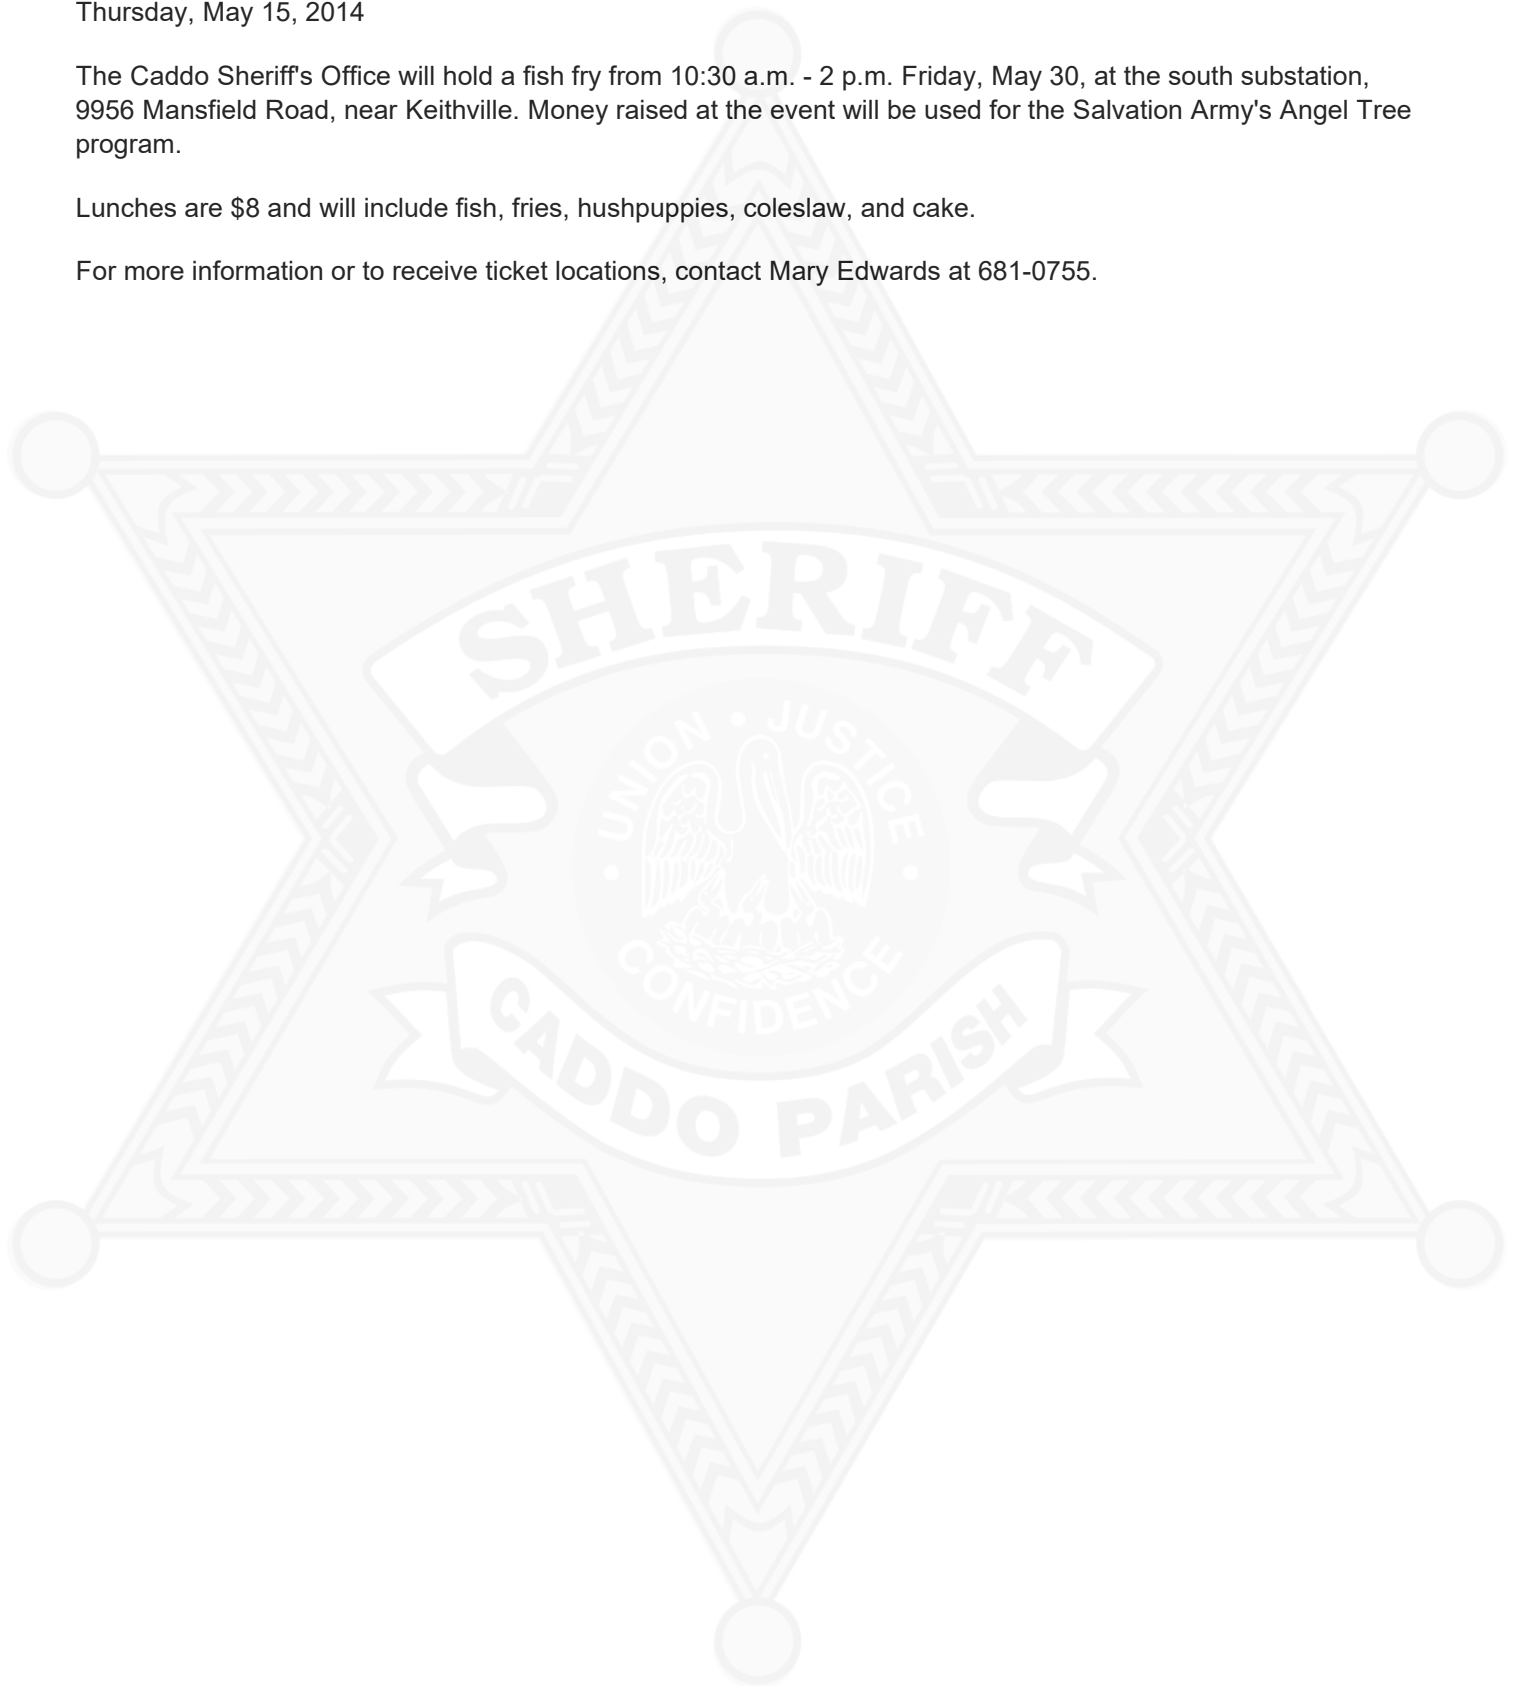 Thursday, May 15, 2014
The Caddo Sheriff's Office will hold a fish fry from 10:30 a.m. - 2 p.m. Friday, May 30, at the south substation,
9956 Mansfield Road, near Keithville. Money raised at the event will be used for the Salvation Army's Angel Tree
program.
Lunches are $8 and will include fish, fries, hushpuppies, coleslaw, and cake.
For more information or to receive ticket locations, contact Mary Edwards at 681-0755.
SHERIFF
UNION • JUSTICE
• CONFIDENCE •
CADDO PARISH